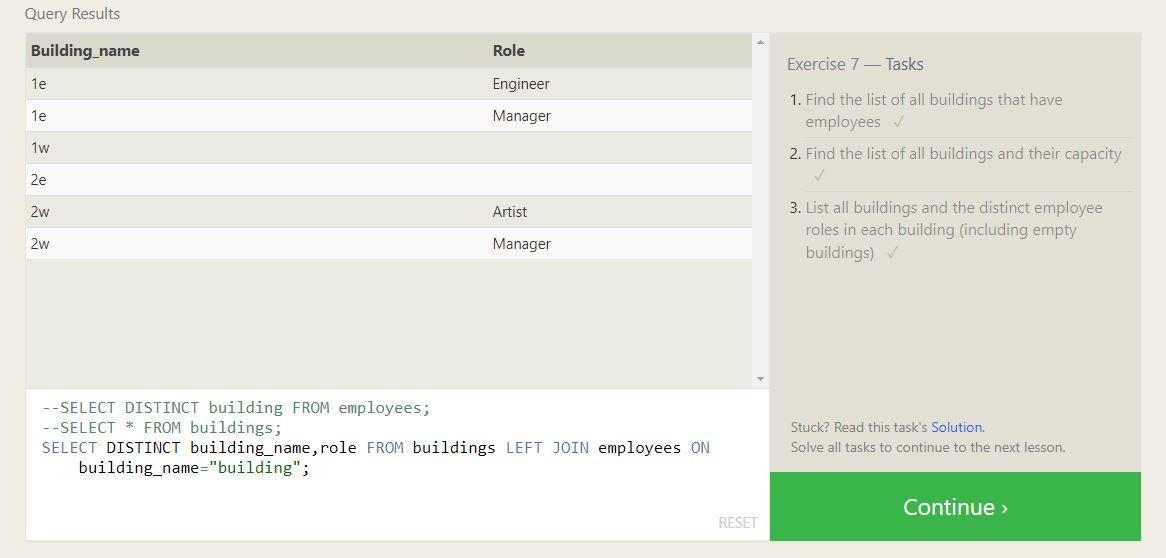 Query Results
Building_name Role
1e Engineer
1e Manager
1w
2e
2w Artist
2w Manager
--SELECT DISTINCT building FROM employees;
--SELECT * FROM buildings;
SELECT DISTINCT building_name,role FROM buildings LEFT JOIN employees ON
building_name="building";
RESET
Exercise 7 — Tasks
1. Find the list of all buildings that have
employees ✓
2. Find the list of all buildings and their capacity
✓
3. List all buildings and the distinct employee
roles in each building (including empty
buildings) ✓
Stuck? Read this task's Solution.
Solve all tasks to continue to the next lesson.
Continue ›